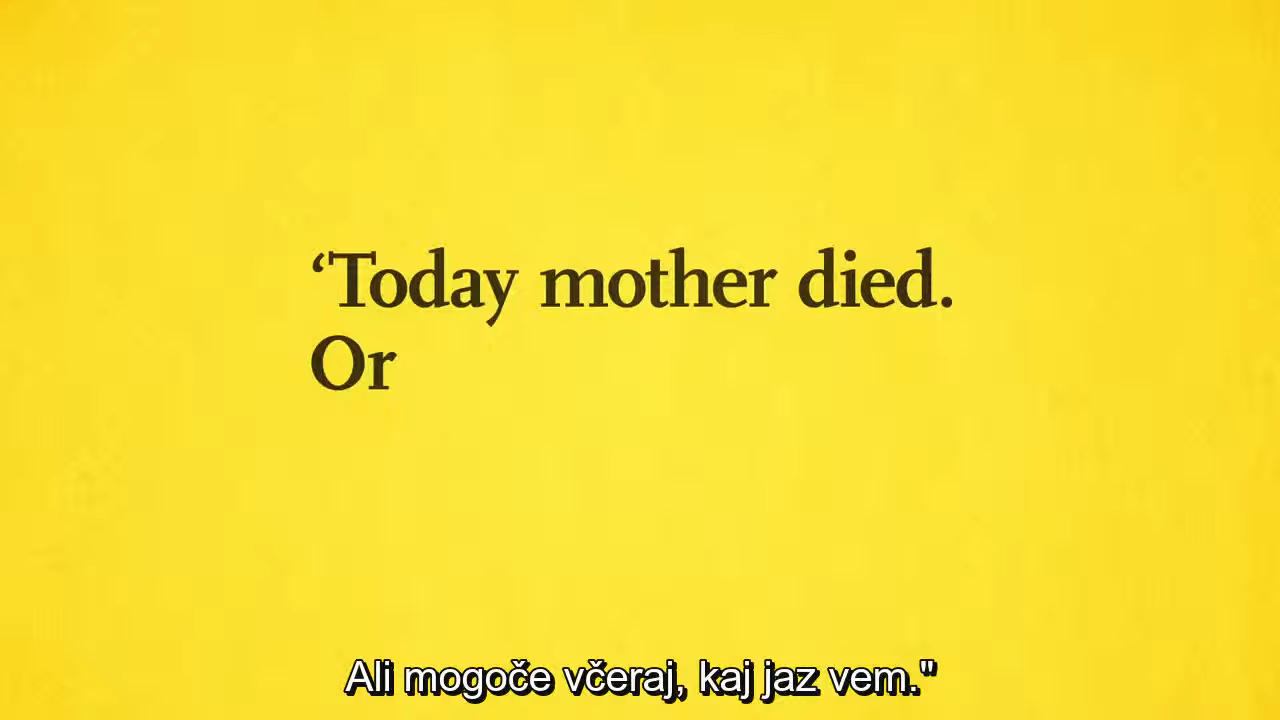 ‘Today mother died.
Or
Ali mogoče včeraj, kaj jaz vem."